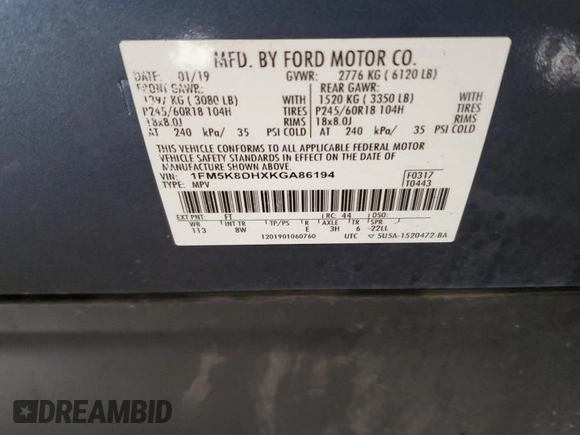 MFD. BY FORD MOTOR CO.
DATE: 01/19 GVWR: 2776 KG ( 6120 LB)
FRONT GAWR: REAR GAWR:
1397 KG ( 3080 LB) WITH 1520 KG ( 3350 LB) WITH
P245/60R18 104H TIRES P245/60R18 104H TIRES
18x8.0J RIMS 18x8.0J RIMS
AT 240 kPa/ 35 PSI COLD AT 240 kPa/ 35 PSI COLD
THIS VEHICLE CONFORMS TO ALL APPLICABLE FEDERAL MOTOR
VEHICLE SAFETY STANDARDS IN EFFECT ON THE DATE OF
MANUFACTURE SHOWN ABOVE.
VIN: 1FM5K8DHXKGA86194 F0317
TYPE: MPV T0443
EXT PNT: FT RC: 44 DSO:
WB INT TR TP/PS R AXLE TR SPR
113 8W E 3H 6 -22LL
1201901060760 UTC 5U5A-1520472-BA
DREAMBID